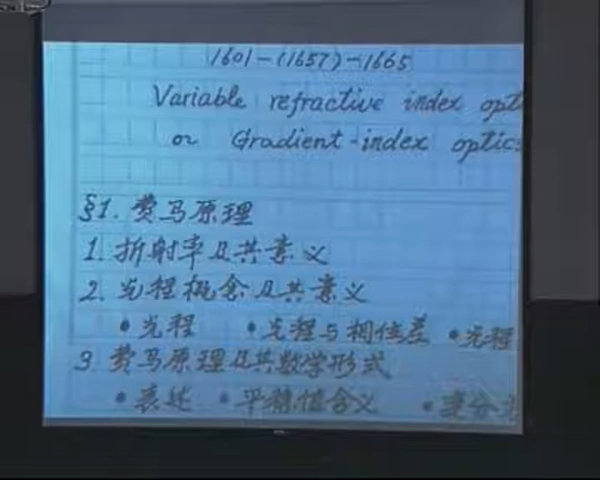 1601-(1657)-1665
Variable refractive index opt
or Gradient-index optics
§1. 费马原理
1. 折射率及其意义
2. 光程概念及其意义
• 光程 • 光程与相位差 • 光程
3 费马原理及其数学形式
• 表述 • 平稳值含义 • 变分